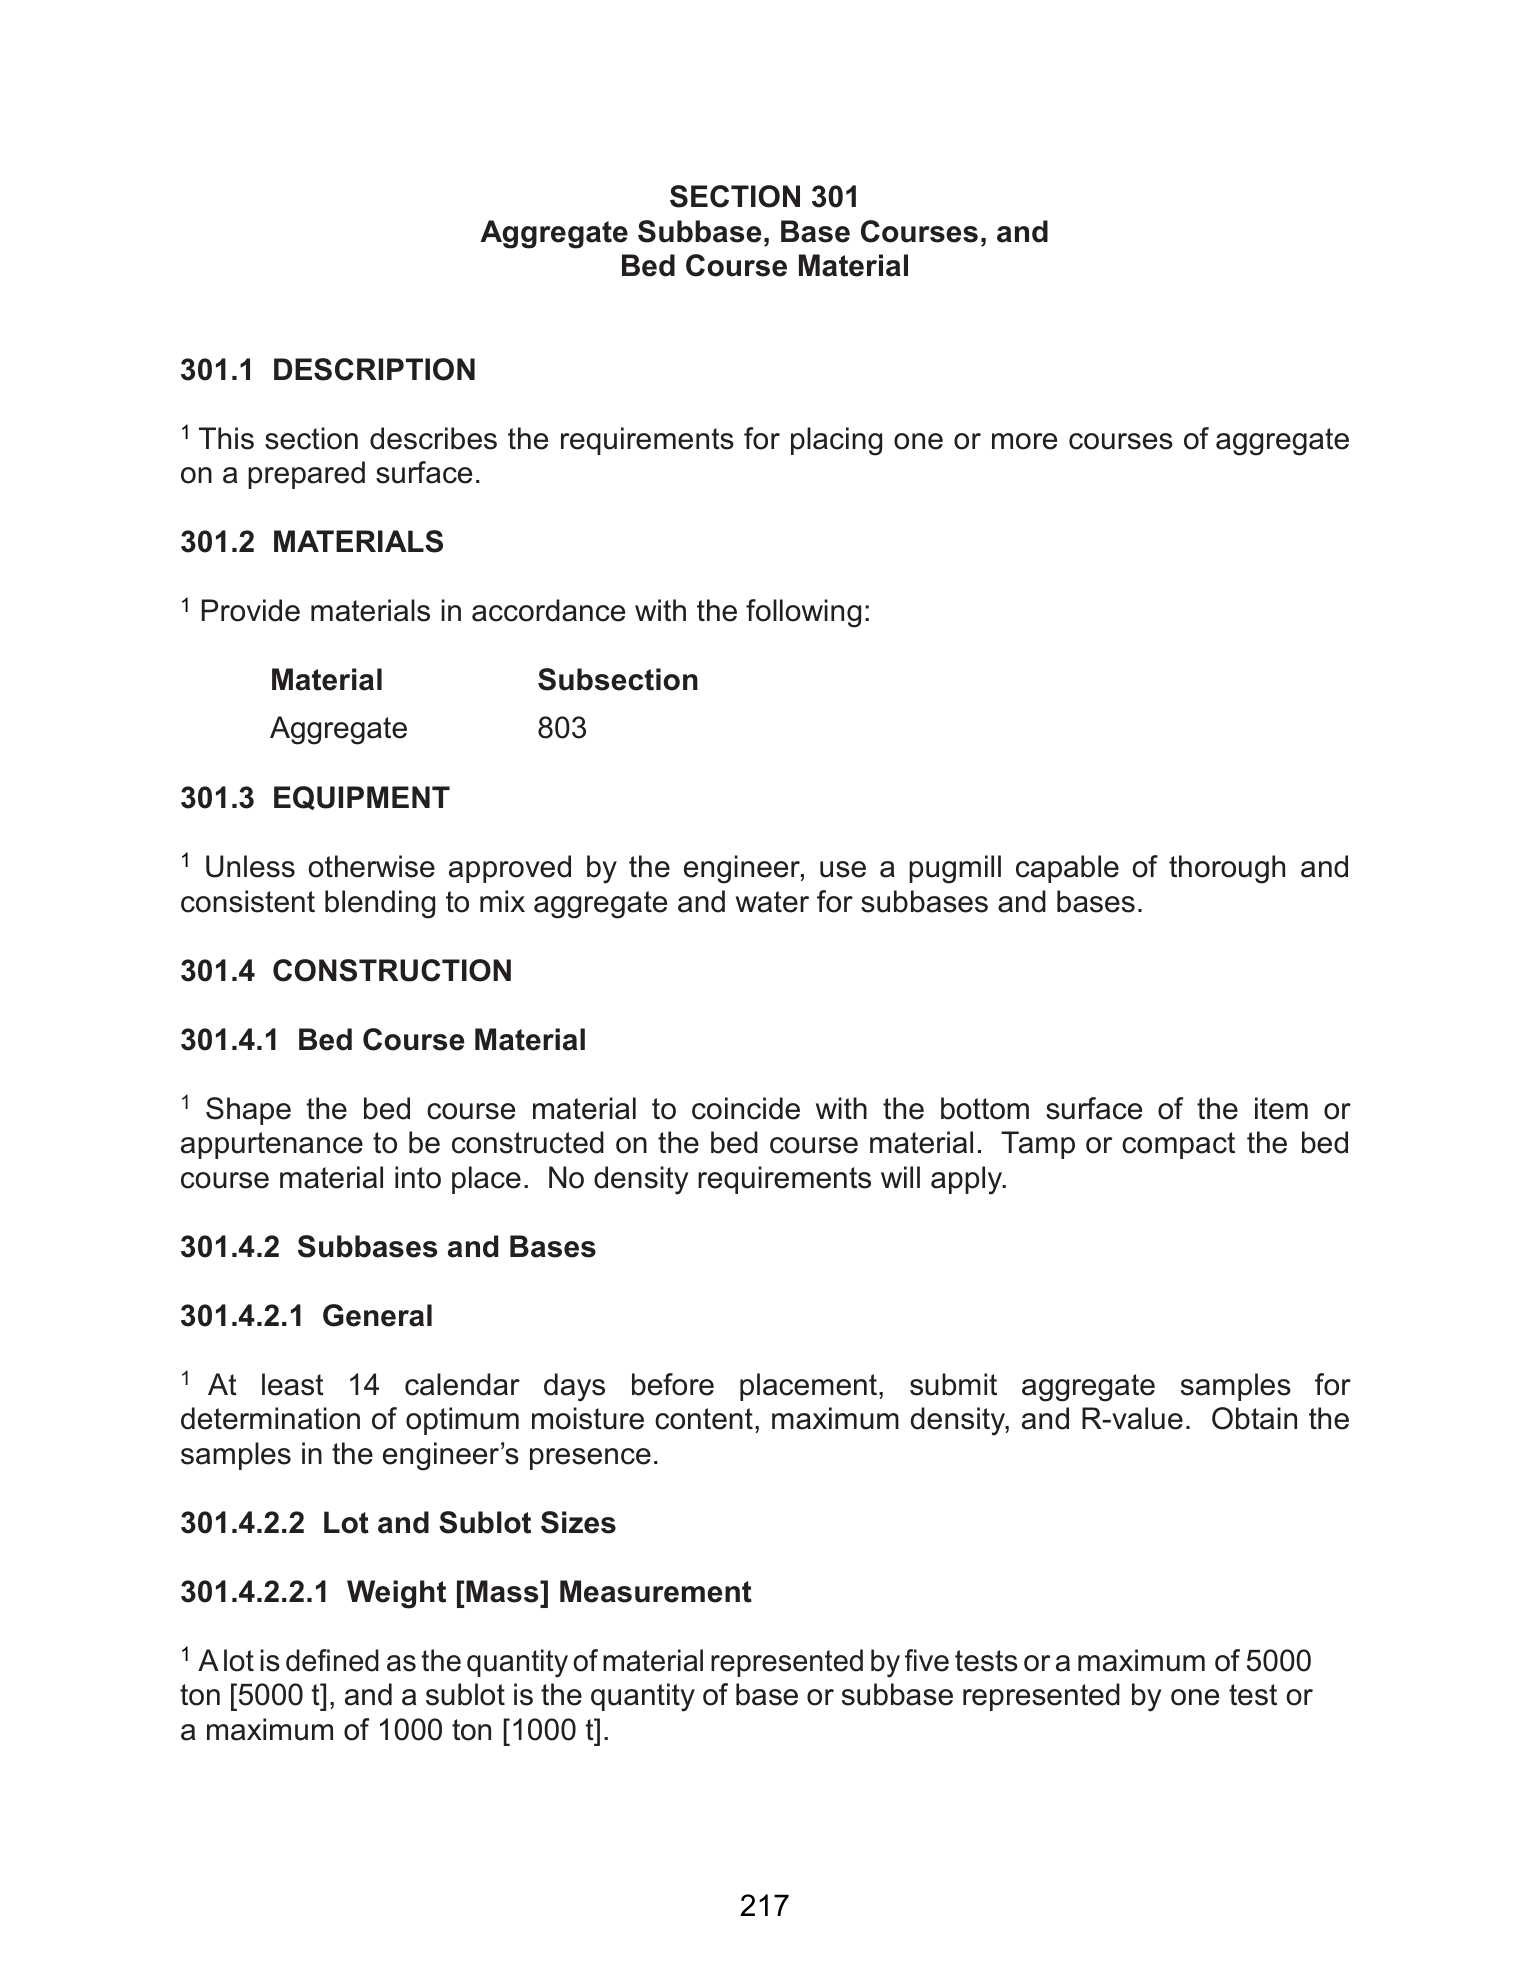 SECTION 301
Aggregate Subbase, Base Courses, and
Bed Course Material
301.1  DESCRIPTION
1 This section describes the requirements for placing one or more courses of aggregate
on a prepared surface.
301.2  MATERIALS
1 Provide materials in accordance with the following:
Material Subsection
Aggregate 803
301.3  EQUIPMENT
1 Unless otherwise approved by the engineer, use a pugmill capable of thorough and
consistent blending to mix aggregate and water for subbases and bases.
301.4  CONSTRUCTION
301.4.1  Bed Course Material
1 Shape the bed course material to coincide with the bottom surface of the item or
appurtenance to be constructed on the bed course material.  Tamp or compact the bed
course material into place.  No density requirements will apply.
301.4.2  Subbases and Bases
301.4.2.1  General
1 At least 14 calendar days before placement, submit aggregate samples for
determination of optimum moisture content, maximum density, and R-value.  Obtain the
samples in the engineer’s presence.
301.4.2.2  Lot and Sublot Sizes
301.4.2.2.1  Weight [Mass] Measurement
1 A lot is defined as the quantity of material represented by five tests or a maximum of 5000
ton [5000 t], and a sublot is the quantity of base or subbase represented by one test or
a maximum of 1000 ton [1000 t].
217